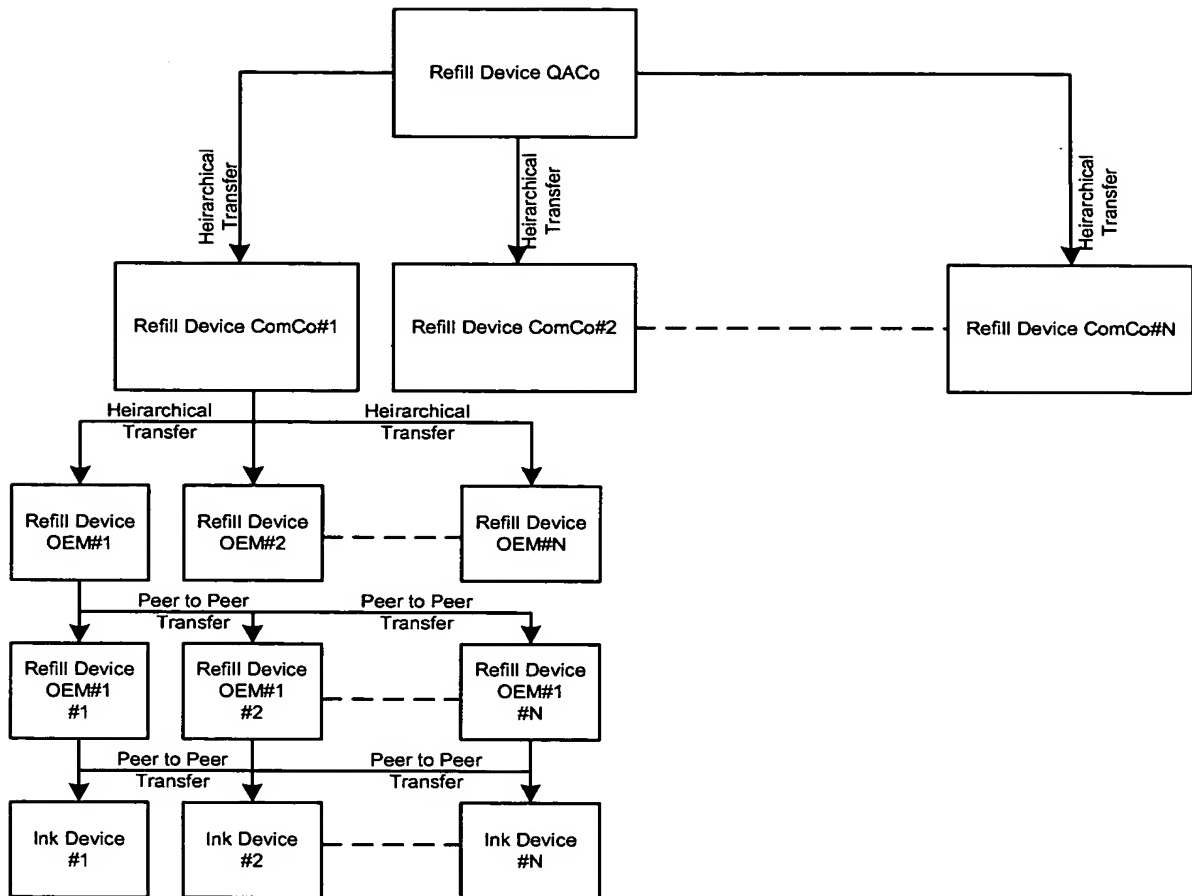 Refill Device QACo
Heirarchical
Transfer
Heirarchical
Transfer
Heirarchical
Transfer
Refill Device ComCo#1
Refill Device ComCo#2
Refill Device ComCo#N
Heirarchical
Transfer
Heirarchical
Transfer
Refill Device
OEM#1
Refill Device
OEM#2
Refill Device
OEM#N
Peer to Peer
Transfer
Peer to Peer
Transfer
Refill Device
OEM#1
#1
Refill Device
OEM#1
#2
Refill Device
OEM#1
#N
Peer to Peer
Transfer
Peer to Peer
Transfer
Ink Device
#1
Ink Device
#2
Ink Device
#N